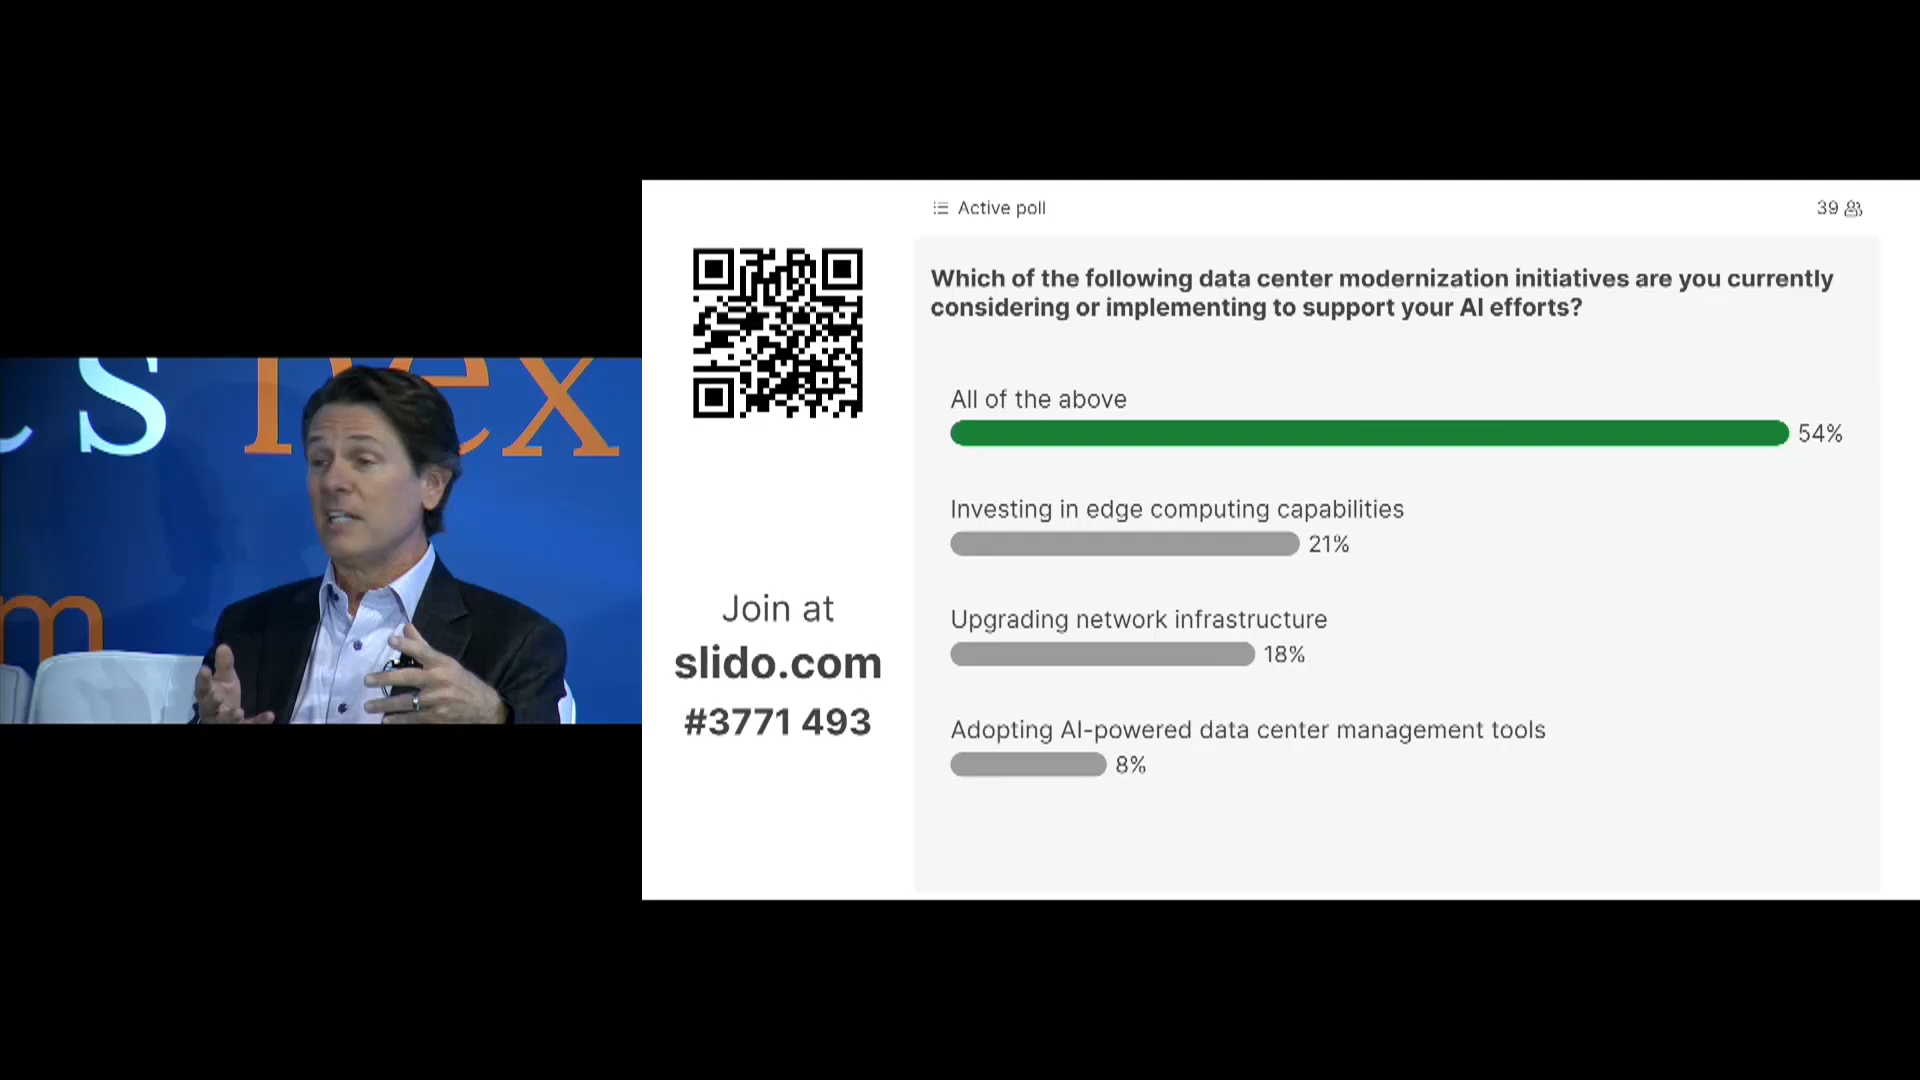 s nex
m
Active poll
39
Which of the following data center modernization initiatives are you currently
considering or implementing to support your AI efforts?
All of the above
54%
Investing in edge computing capabilities
21%
Upgrading network infrastructure
18%
Adopting AI-powered data center management tools
8%
Join at
slido.com
#3771 493